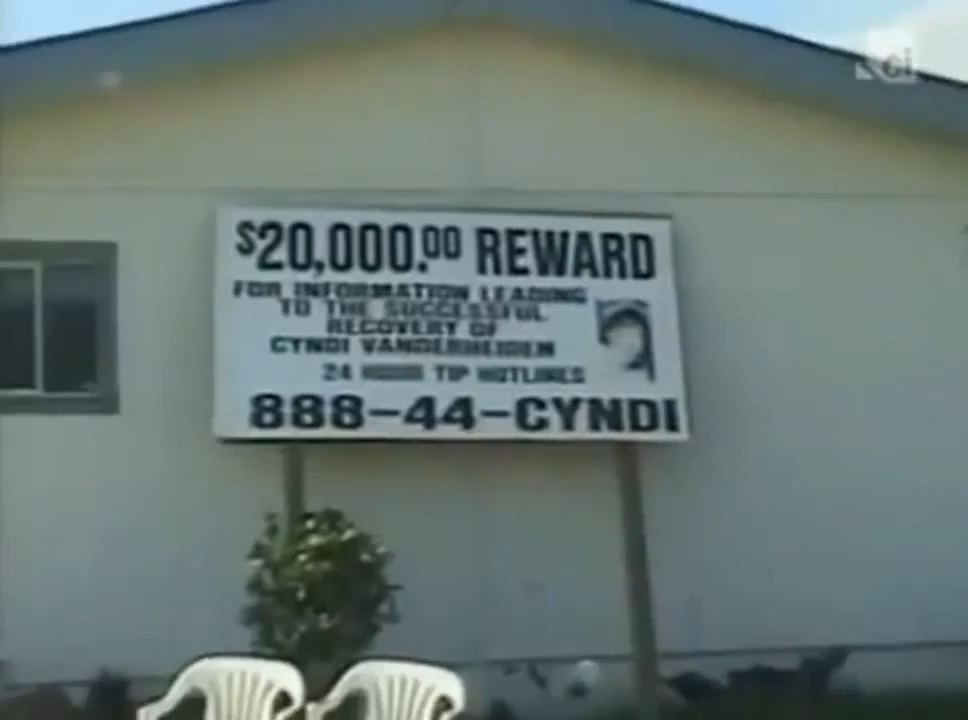 $20,000.00 REWARD
FOR INFORMATION LEADING
TO THE SUCCESSFUL
RECOVERY OF
CYNDI VANDERHEIDEN
24 HOUR TIP HOTLINES
888-44-CYNDI